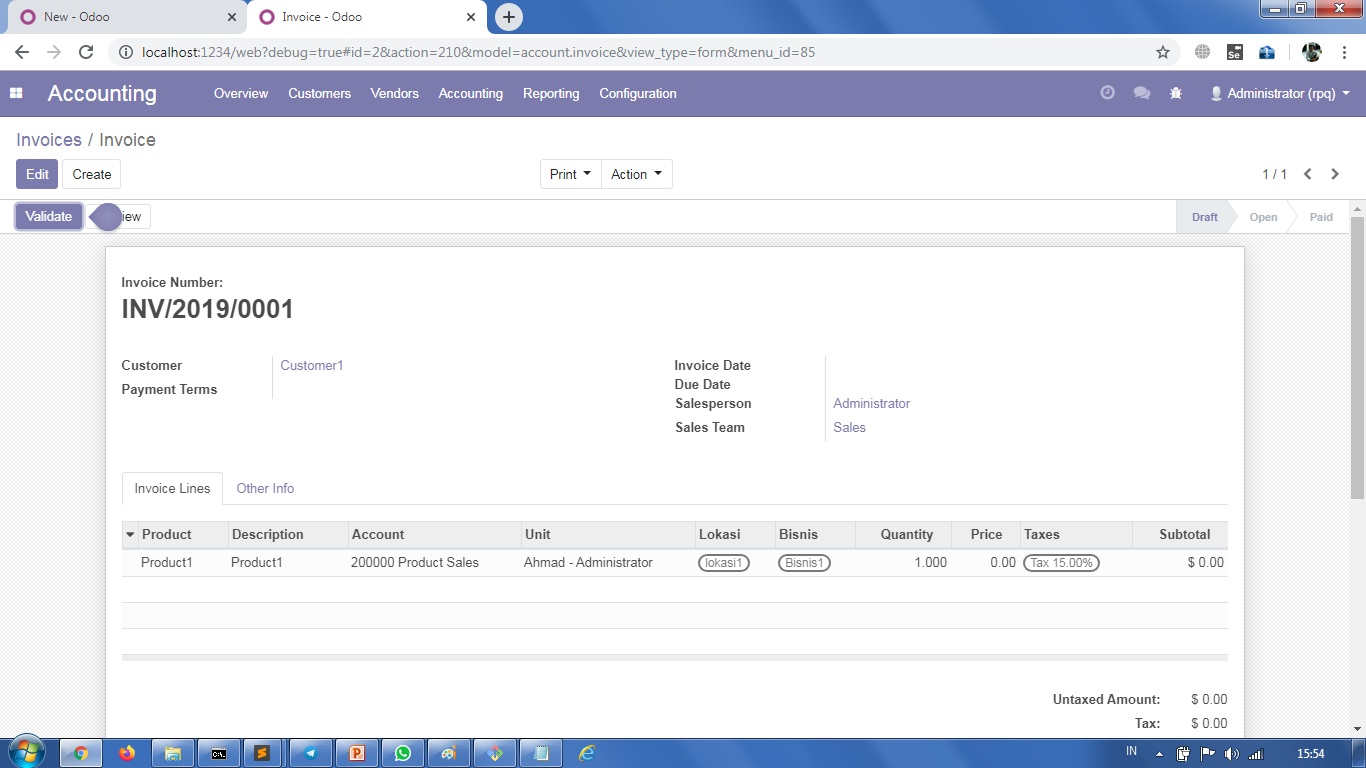 New - Odoo
Invoice - Odoo
localhost:1234/web?debug=true#id=2&action=210&model=account.invoice&view_type=form&menu_id=85
Se
Accounting Overview Customers Vendors Accounting Reporting Configuration Administrator (rpq)
Invoices / Invoice
Edit Create Print Action 1 / 1
Validate Draft Open Paid
Invoice Number:
INV/2019/0001
Customer Customer1
Payment Terms
Invoice Date
Due Date
Salesperson Administrator
Sales Team Sales
Invoice Lines Other Info
Product Description Account Unit Lokasi Bisnis Quantity Price Taxes Subtotal
Product1 Product1 200000 Product Sales Ahmad - Administrator lokasi1 Bisnis1 1.000 0.00 Tax 15.00% $ 0.00
Untaxed Amount: $ 0.00
Tax: $ 0.00
IN 15:54